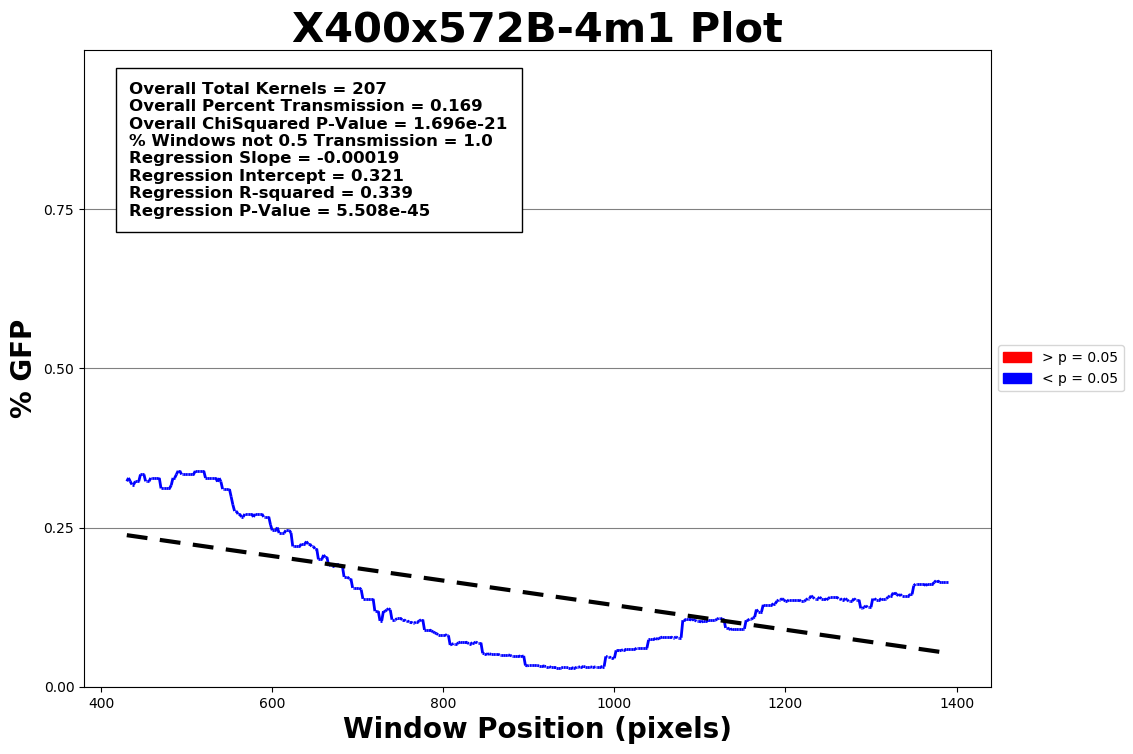 X400x572B-4m1 Plot
Overall Total Kernels = 207
Overall Percent Transmission = 0.169
Overall ChiSquared P-Value = 1.696e-21
% Windows not 0.5 Transmission = 1.0
Regression Slope = -0.00019
Regression Intercept = 0.321
Regression R-squared = 0.339
Regression P-Value = 5.508e-45
0.75
0.50
0.25
0.00
% GFP
> p = 0.05
< p = 0.05
400 600 800 1000 1200 1400
Window Position (pixels)